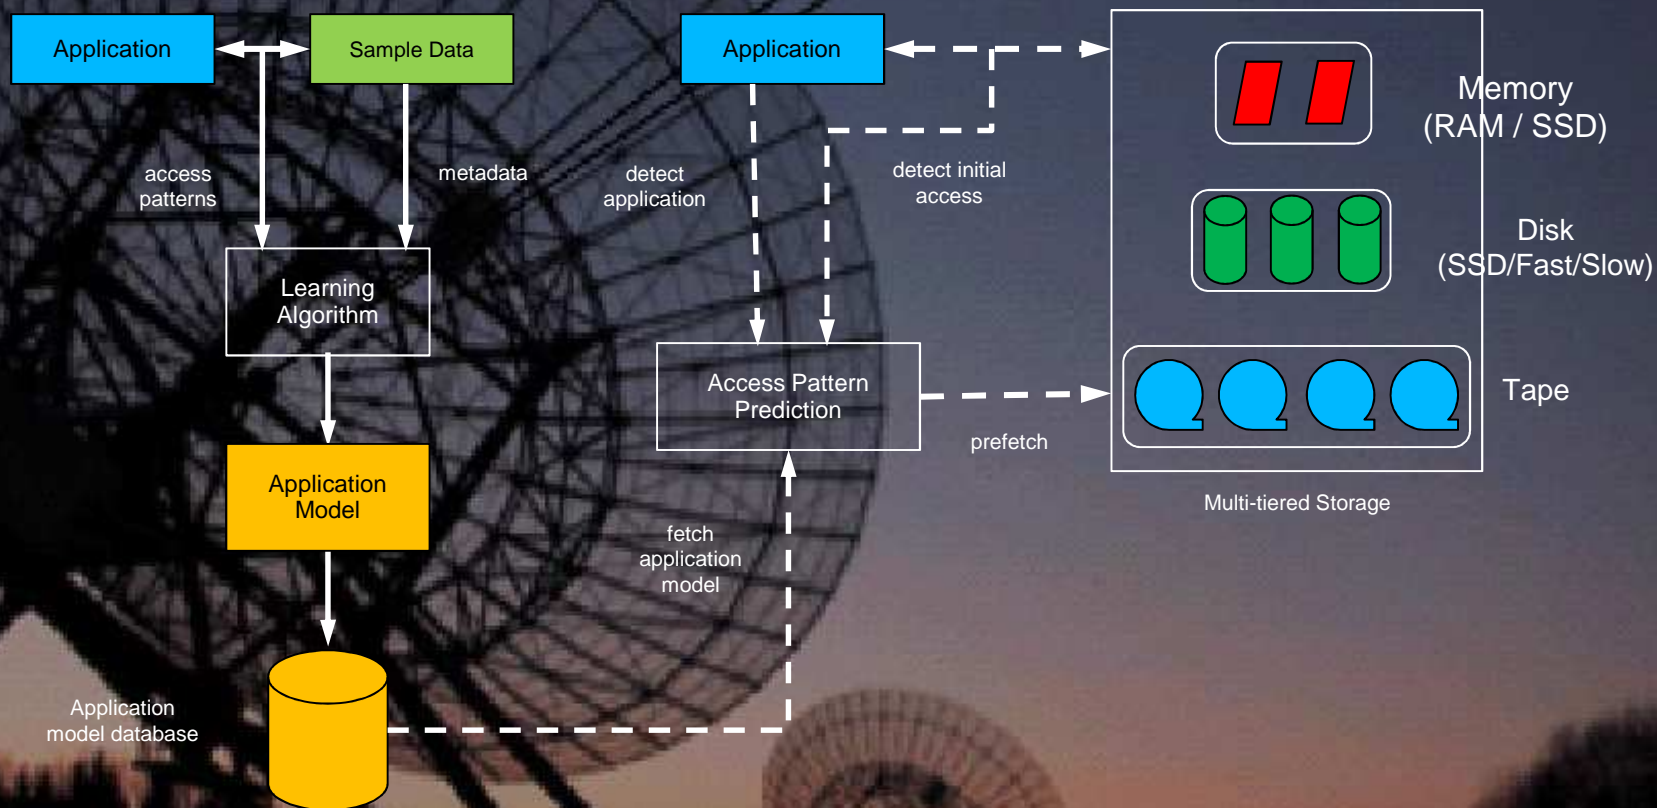 Application
Sample Data
Application
access
patterns
metadata
detect
application
detect initial
access
Memory
(RAM / SSD)
Disk
(SSD/Fast/Slow)
Learning
Algorithm
Access Pattern
Prediction
prefetch
Tape
Application
Model
Multi-tiered Storage
fetch
application
model
Application
model database